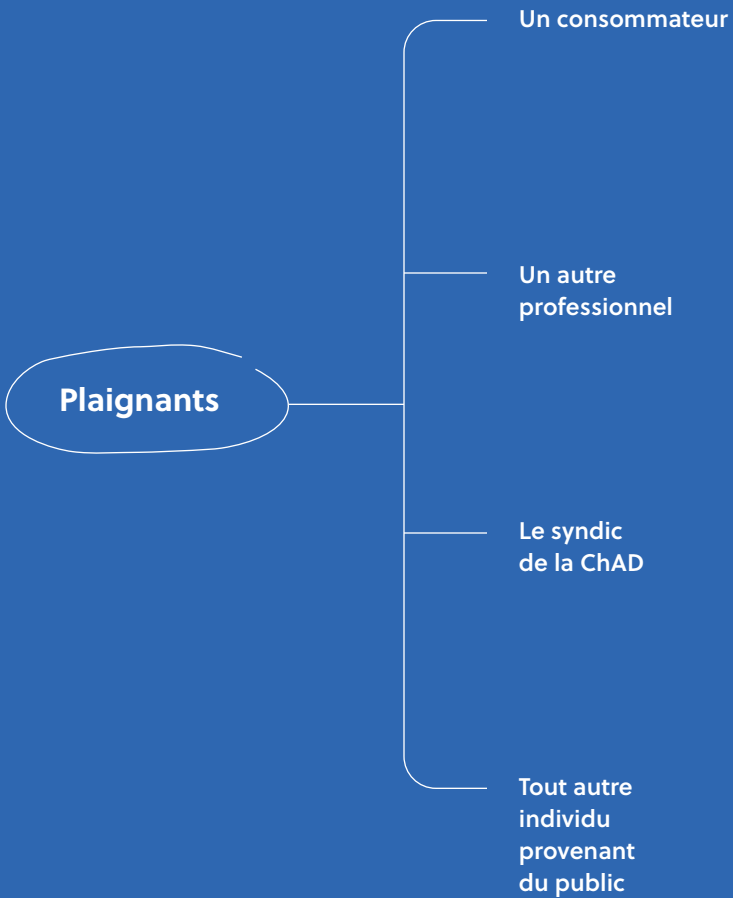 Un consommateur
Un autre
professionnel
Plaignants
Le syndic
de la ChAD
Tout autre
individu
provenant
du public